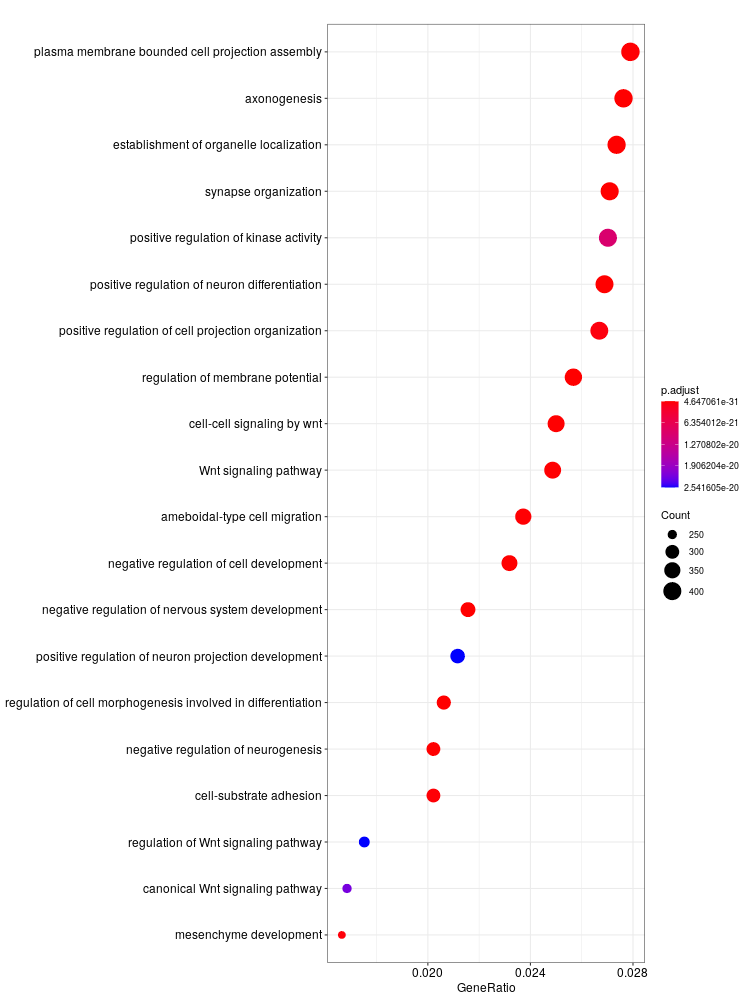 plasma membrane bounded cell projection assembly
axonogenesis
establishment of organelle localization
synapse organization
positive regulation of kinase activity
positive regulation of neuron differentiation
positive regulation of cell projection organization
regulation of membrane potential
cell-cell signaling by wnt
Wnt signaling pathway
ameboidal-type cell migration
negative regulation of cell development
negative regulation of nervous system development
positive regulation of neuron projection development
regulation of cell morphogenesis involved in differentiation
negative regulation of neurogenesis
cell-substrate adhesion
regulation of Wnt signaling pathway
canonical Wnt signaling pathway
mesenchyme development
0.020 0.024 0.028
GeneRatio
p.adjust
4.647061e-31
6.354012e-21
1.270802e-20
1.906204e-20
2.541605e-20
Count
250
300
350
400